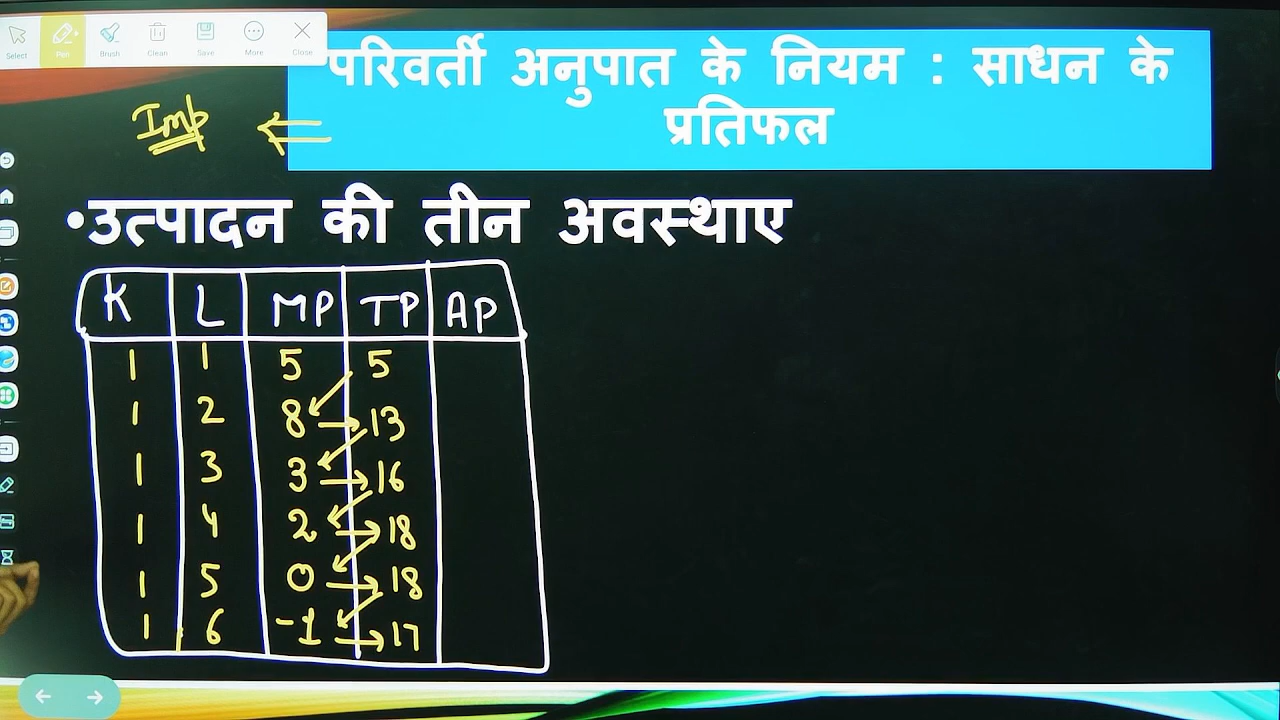 Select Pen Brush Clean Save More Close
परिवर्ती अनुपात के नियम : साधन के
प्रतिफल
Imp
•उत्पादन की तीन अवस्थाए
K L MP TP AP
1 1 5 5
1 2 8 13
1 3 3 16
1 4 2 18
1 5 0 18
1 6 -1 17